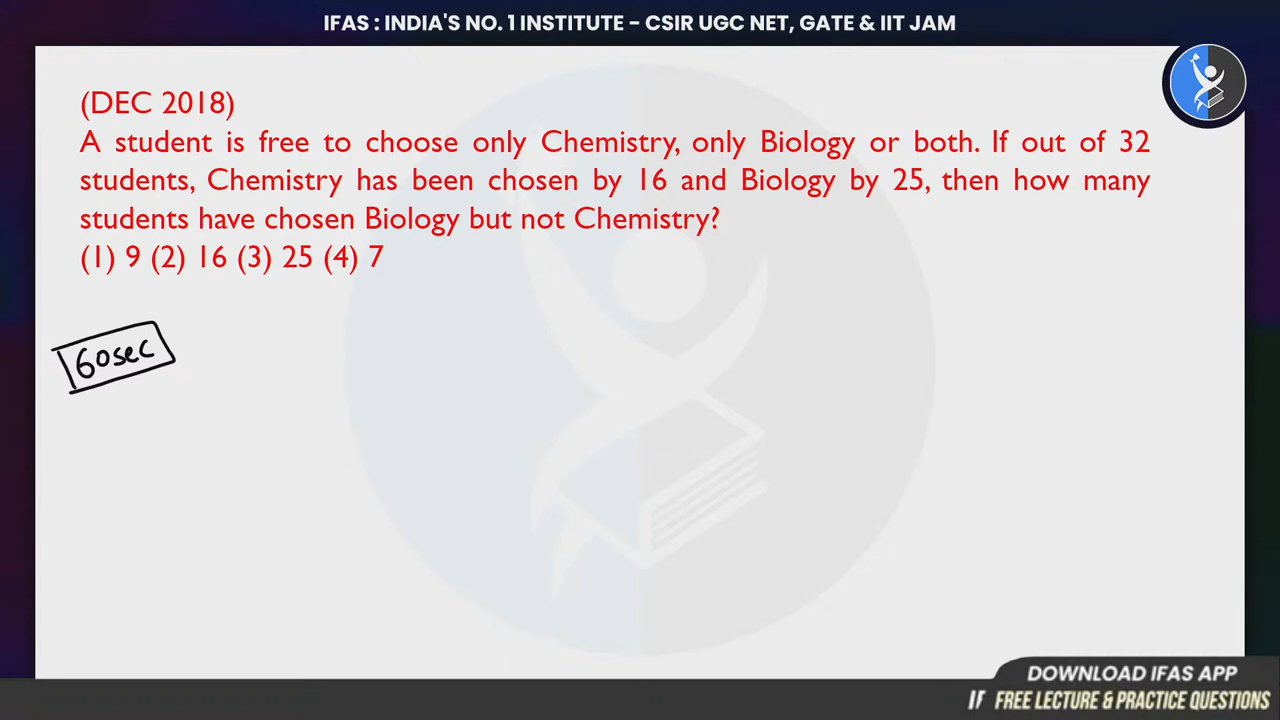 IFAS : INDIA'S NO. 1 INSTITUTE - CSIR UGC NET, GATE & IIT JAM
(DEC 2018)
A student is free to choose only Chemistry, only Biology or both. If out of 32
students, Chemistry has been chosen by 16 and Biology by 25, then how many
students have chosen Biology but not Chemistry?
(1) 9 (2) 16 (3) 25 (4) 7
60sec
DOWNLOAD IFAS APP
FREE LECTURE & PRACTICE QUESTIONS